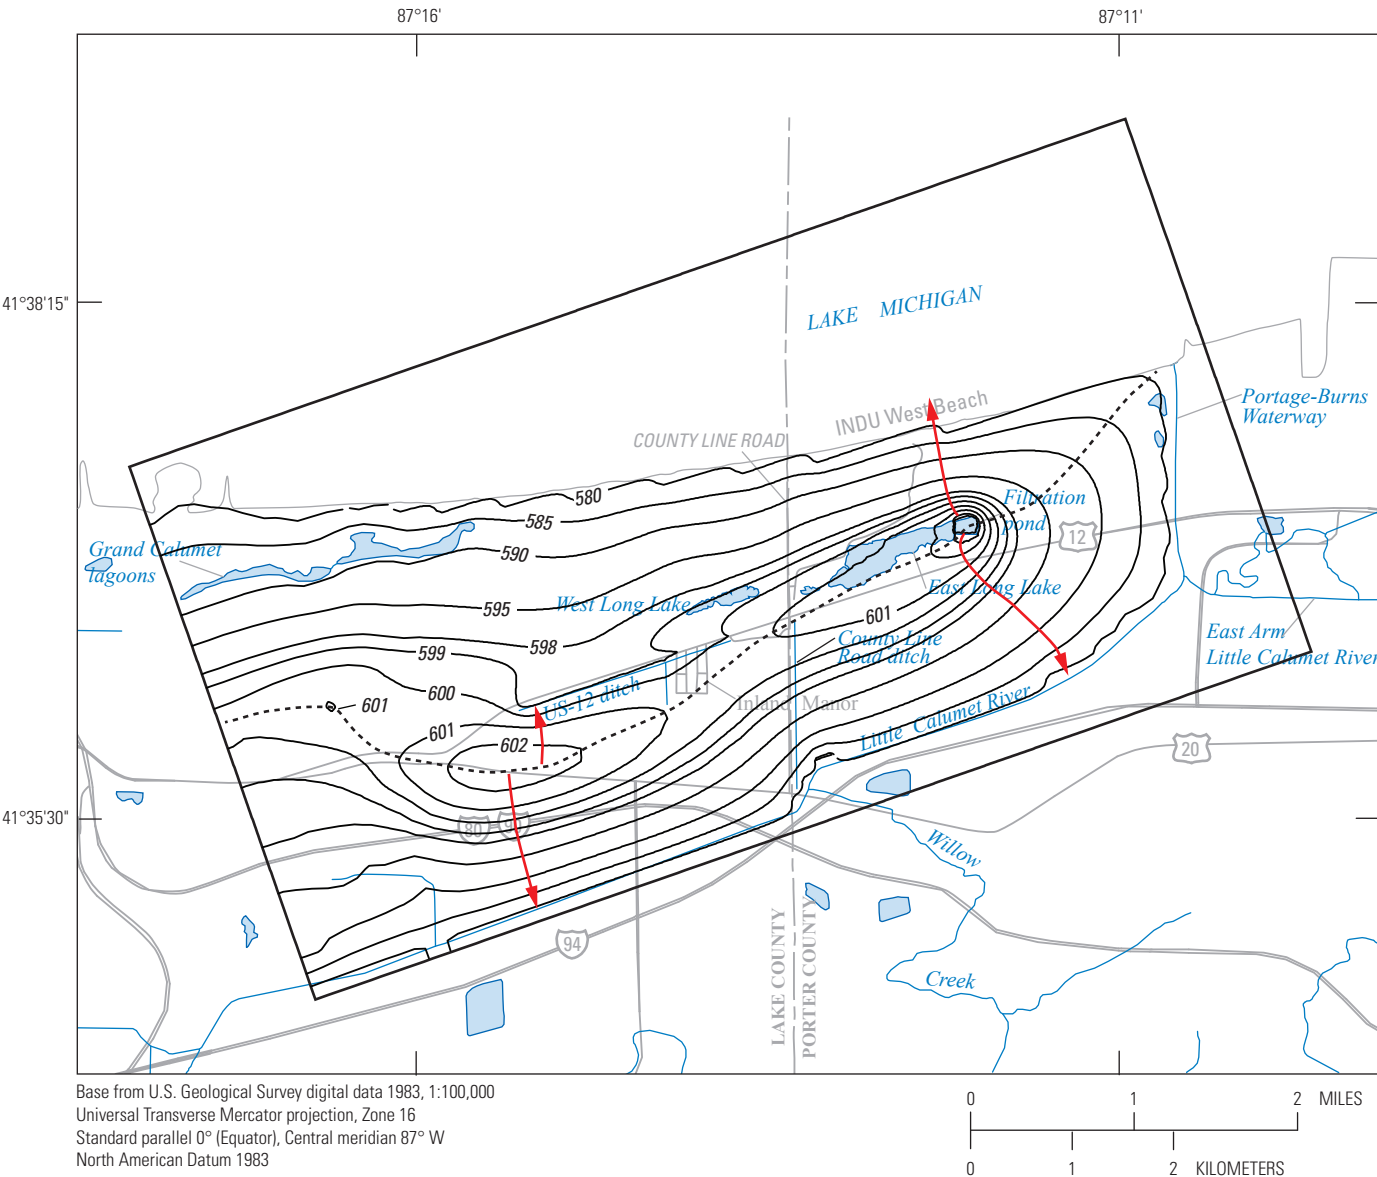 87°16'
87°11'
41°38'15"
LAKE MICHIGAN
Portage-Burns
Waterway
INDU West Beach
COUNTY LINE ROAD
580
585
Filtration
pond
12
Grand Calumet
lagoons
590
East Long Lake
595
West Long Lake
601
598
County Line
Road ditch
East Arm
Little Calumet River
599
600
US-12 ditch
Inland Manor
601
601
602
Little Calumet River
20
41°35'30"
80
90
Willow
94
LAKE COUNTY
PORTER COUNTY
Creek
Base from U.S. Geological Survey digital data 1983, 1:100,000
Universal Transverse Mercator projection, Zone 16
Standard parallel 0° (Equator), Central meridian 87° W
North American Datum 1983
0 1 2 MILES
0 1 2 KILOMETERS